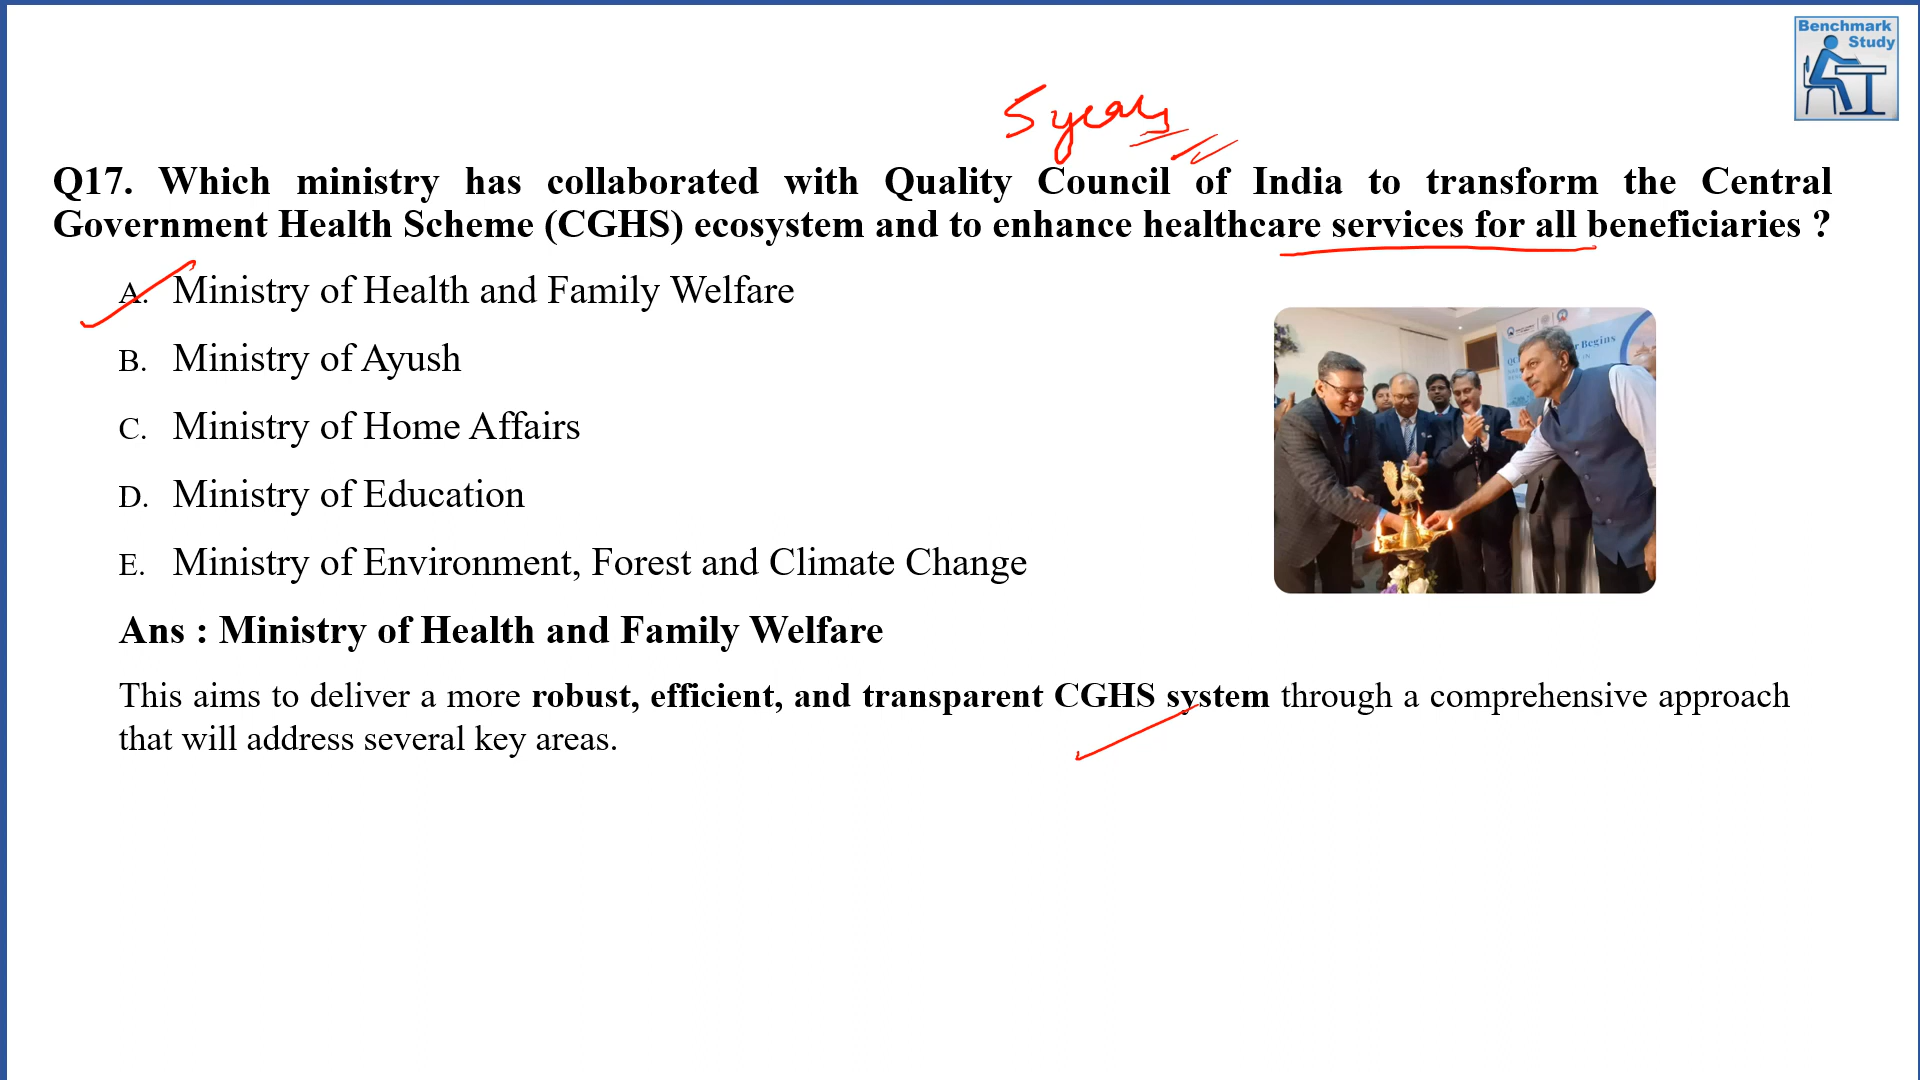 Benchmark
Study
5 years
Q17. Which ministry has collaborated with Quality Council of India to transform the Central
Government Health Scheme (CGHS) ecosystem and to enhance healthcare services for all beneficiaries ?
A. Ministry of Health and Family Welfare
B. Ministry of Ayush
C. Ministry of Home Affairs
D. Ministry of Education
E. Ministry of Environment, Forest and Climate Change
Ans : Ministry of Health and Family Welfare
This aims to deliver a more robust, efficient, and transparent CGHS system through a comprehensive approach
that will address several key areas.